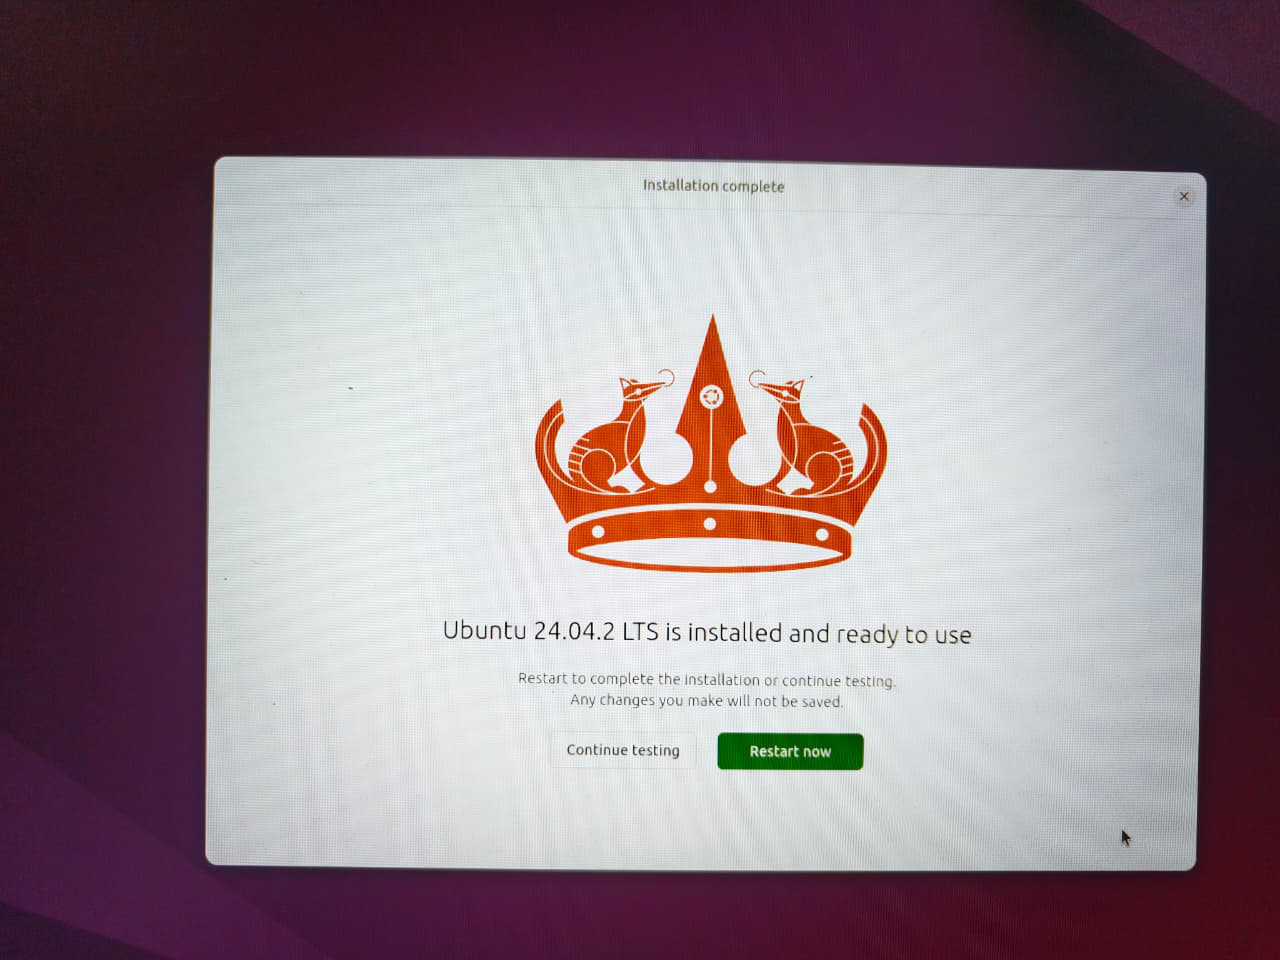 Installation complete
Ubuntu 24.04.2 LTS is installed and ready to use
Restart to complete the installation or continue testing.
Any changes you make will not be saved.
Continue testing
Restart now